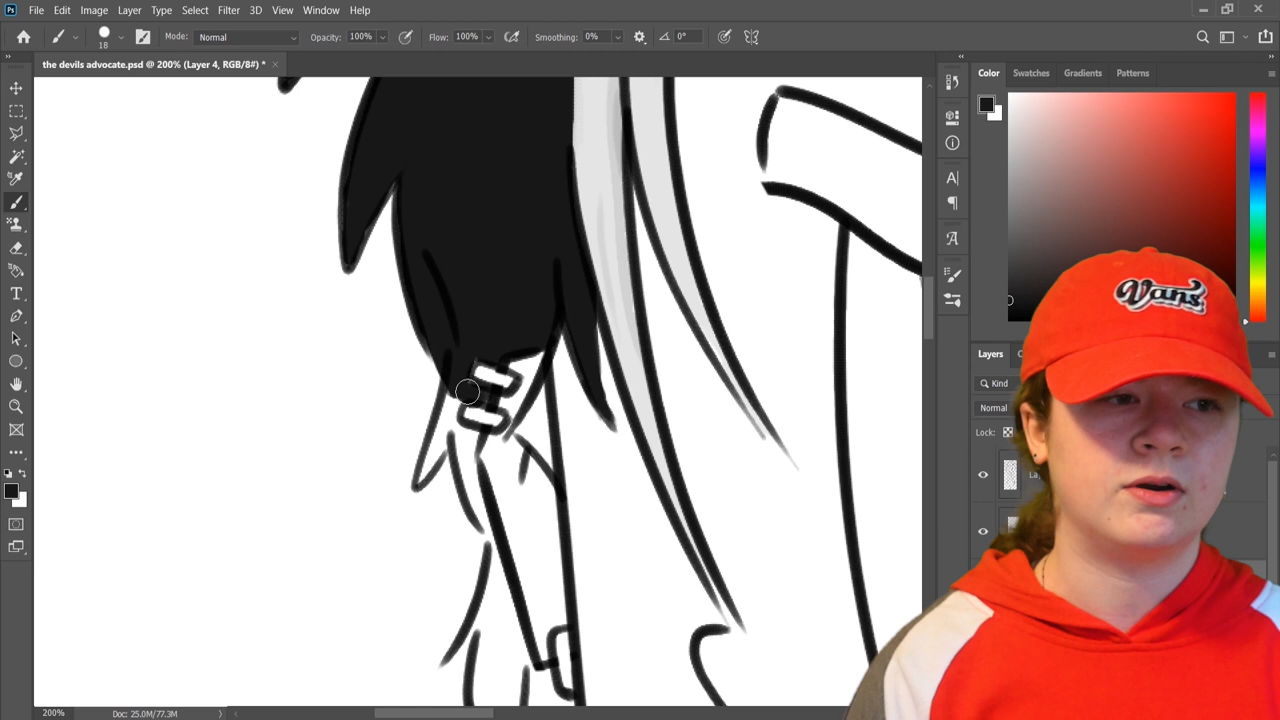 File Edit Image Layer Type Select Filter 3D View Window Help
18 Mode: Normal Opacity: 100% Flow: 100% Smoothing: 0% 0°
the devils advocate.psd @ 200% (Layer 4, RGB/8#) * ×
Color Swatches Gradients Patterns
Vans
Layers
Kind
Normal
Lock:
200% Doc: 25.0M/77.3M